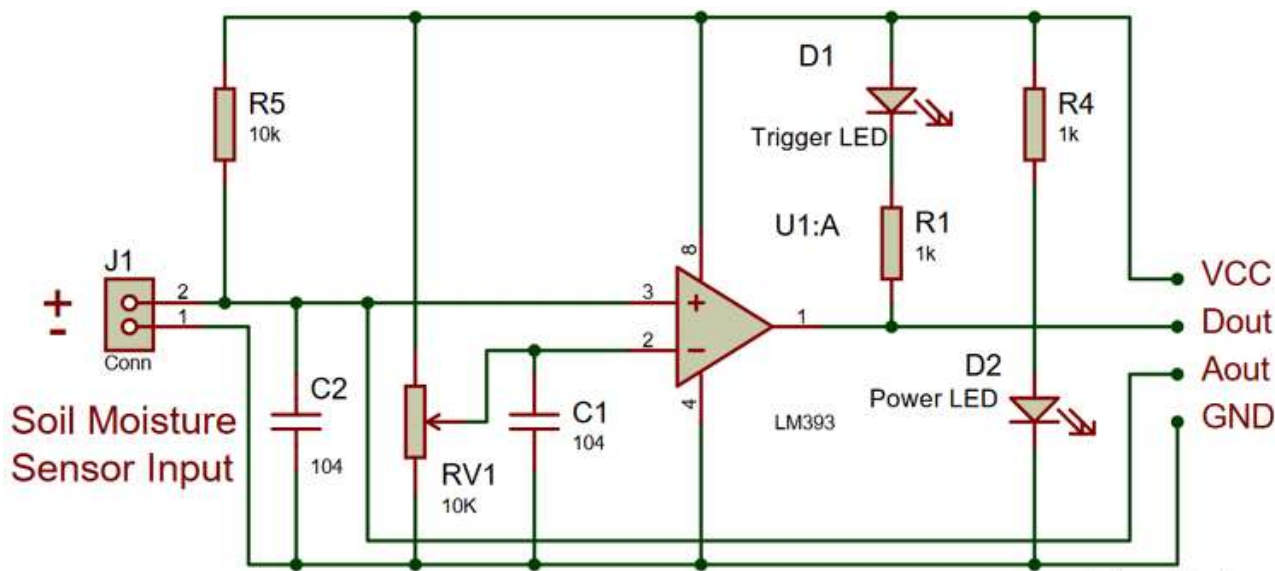 D1
R5
10k
R4
1k
Trigger LED
U1:A
R1
1k
J1
8
VCC
+
2
3
+
-
1
1
Dout
Conn
2
−
D2
Aout
C2
Power LED
Soil Moisture
C1
4
LM393
GND
104
Sensor Input
104
RV1
10K